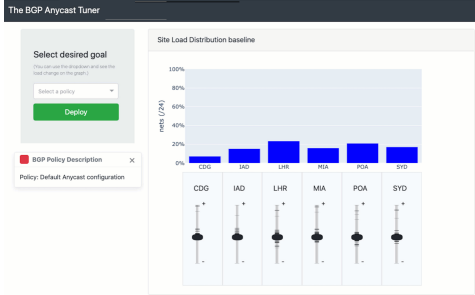 The BGP Anycast Tuner
Select desired goal
(You can use the dropdown and see the
load change on the graph.)
Select a policy
Deploy
BGP Policy Description ×
Policy: Default Anycast configuration
Site Load Distribution baseline
nets (/24)
100%
80%
60%
40%
20%
0%
CDG IAD LHR MIA POA SYD
CDG IAD LHR MIA POA SYD
+ + + + + +
- - - - - -